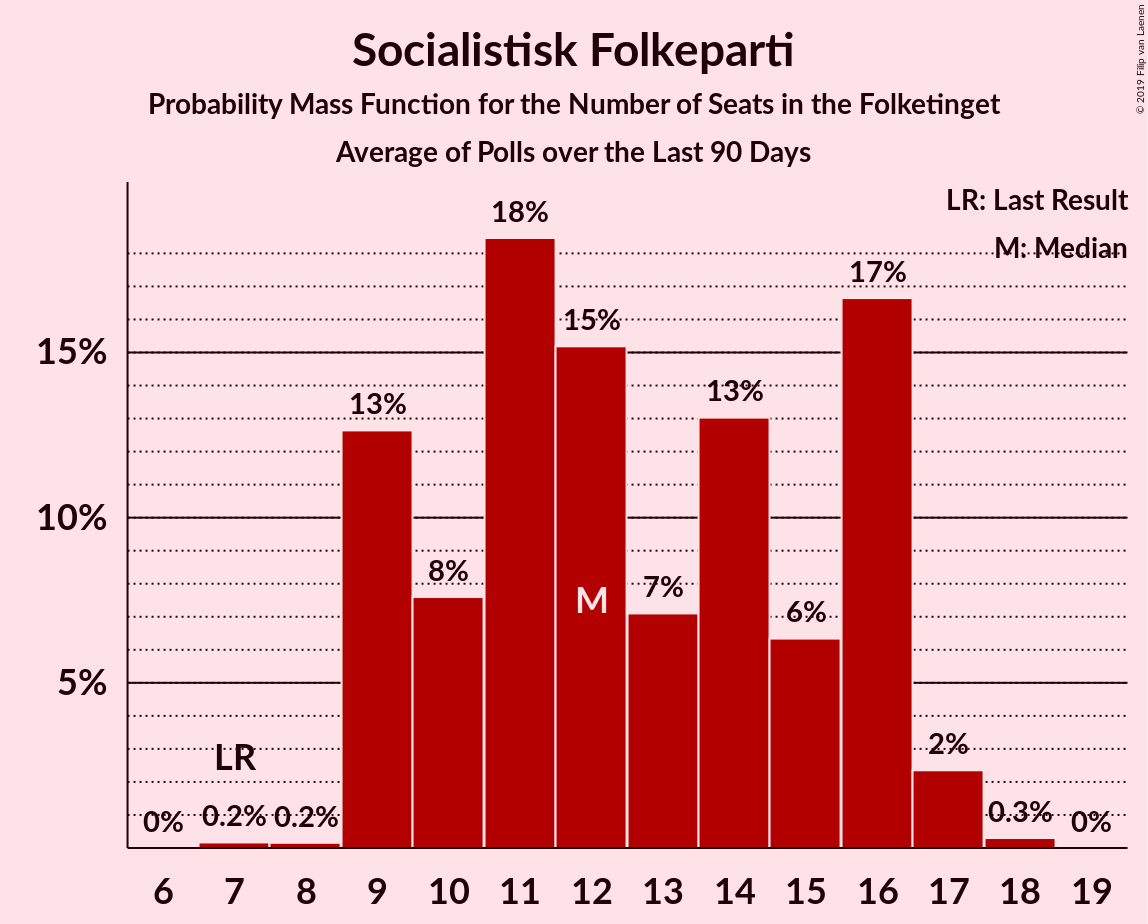 Socialistisk Folkeparti
Probability Mass Function for the Number of Seats in the Folketinget
Average of Polls over the Last 90 Days
© 2019 Filip van Laenen
LR: Last Result
M: Median
18%
17%
15%
15%
13%
13%
10%
8%
7%
M
6%
5%
LR
2%
0%
0.2%
0.2%
0.3%
0%
6 7 8 9 10 11 12 13 14 15 16 17 18 19